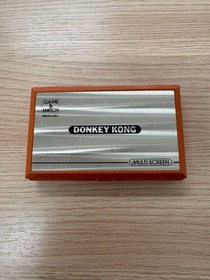 GAME &
WATCH
Nintendo
DONKEY KONG
MULTI SCREEN